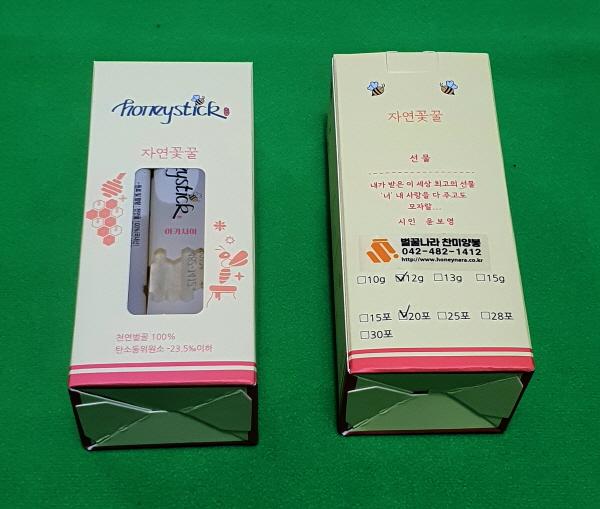 honeystick
자연꽃꿀
honeystick
아카시아
천연벌꿀 100%
탄소동위원소 -23.5‰이하
자연꽃꿀
선물
내가 받은 이 세상 최고의 선물
'너' 내 사랑을 다 주고도
모자랄...
시인 윤보영
벌꿀나라 찬미양봉
042-482-1412
http://www.honeynara.co.kr
□10g ☑12g □13g □15g
□15포 ☑20포 □25포 □28포
□30포